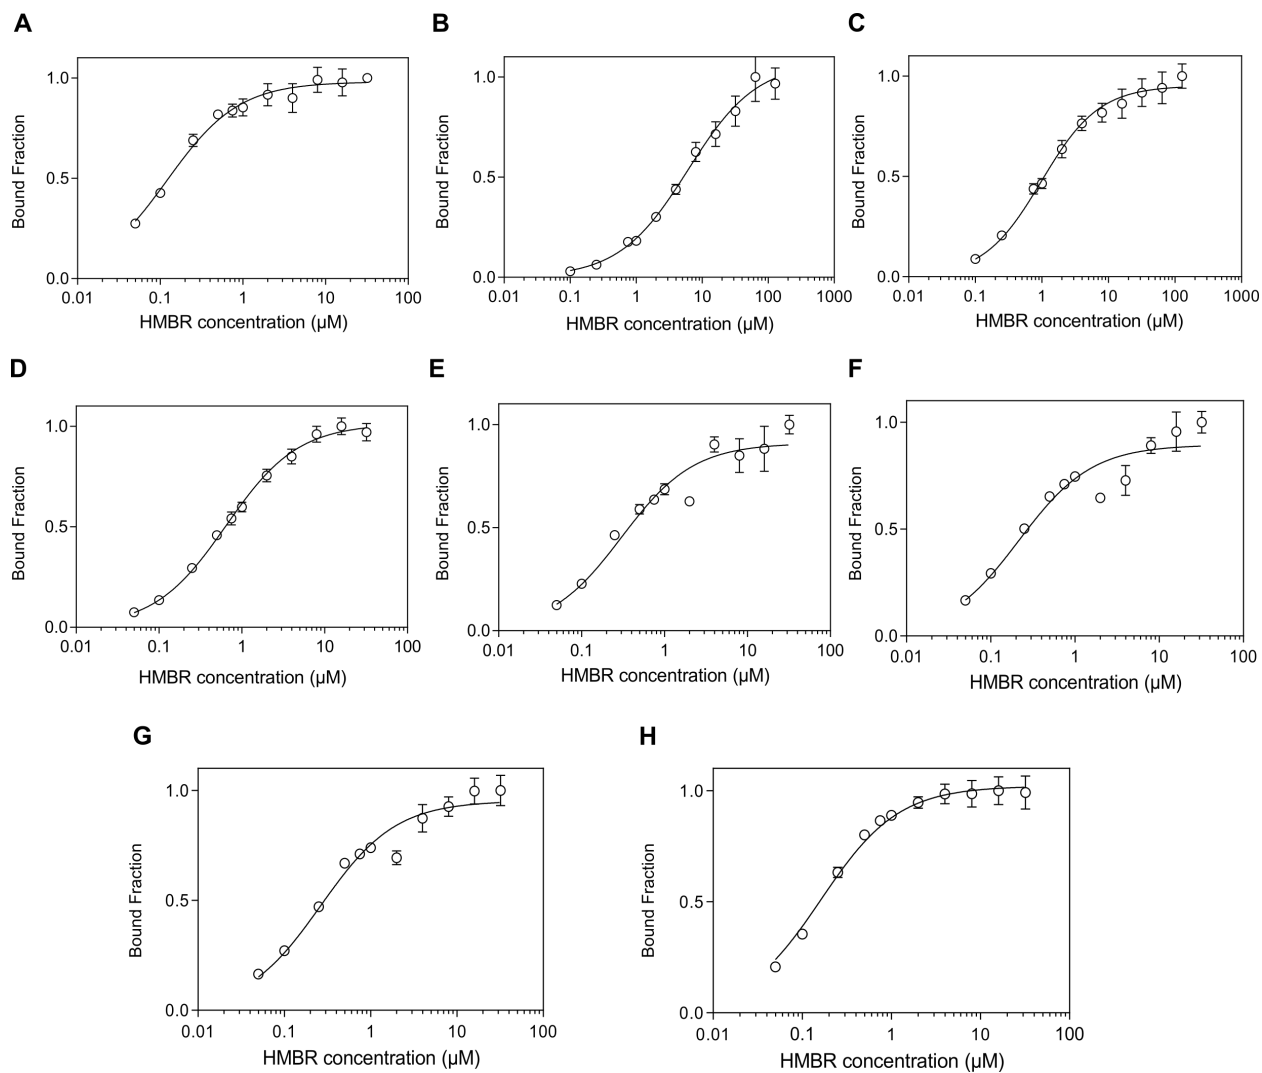 A
1.0
0.5
0.0
0.01 0.1 1 10 100
Bound Fraction
HMBR concentration (µM)
B
1.0
0.5
0.0
0.01 0.1 1 10 100 1000
Bound Fraction
HMBR concentration (µM)
C
1.0
0.5
0.0
0.01 0.1 1 10 100 1000
Bound Fraction
HMBR concentration (µM)
D
1.0
0.5
0.0
0.01 0.1 1 10 100
Bound Fraction
HMBR concentration (µM)
E
1.0
0.5
0.0
0.01 0.1 1 10 100
Bound Fraction
HMBR concentration (µM)
F
1.0
0.5
0.0
0.01 0.1 1 10 100
Bound Fraction
HMBR concentration (µM)
G
1.0
0.5
0.0
0.01 0.1 1 10 100
Bound Fraction
HMBR concentration (µM)
H
1.0
0.5
0.0
0.01 0.1 1 10 100
Bound Fraction
HMBR concentration (µM)